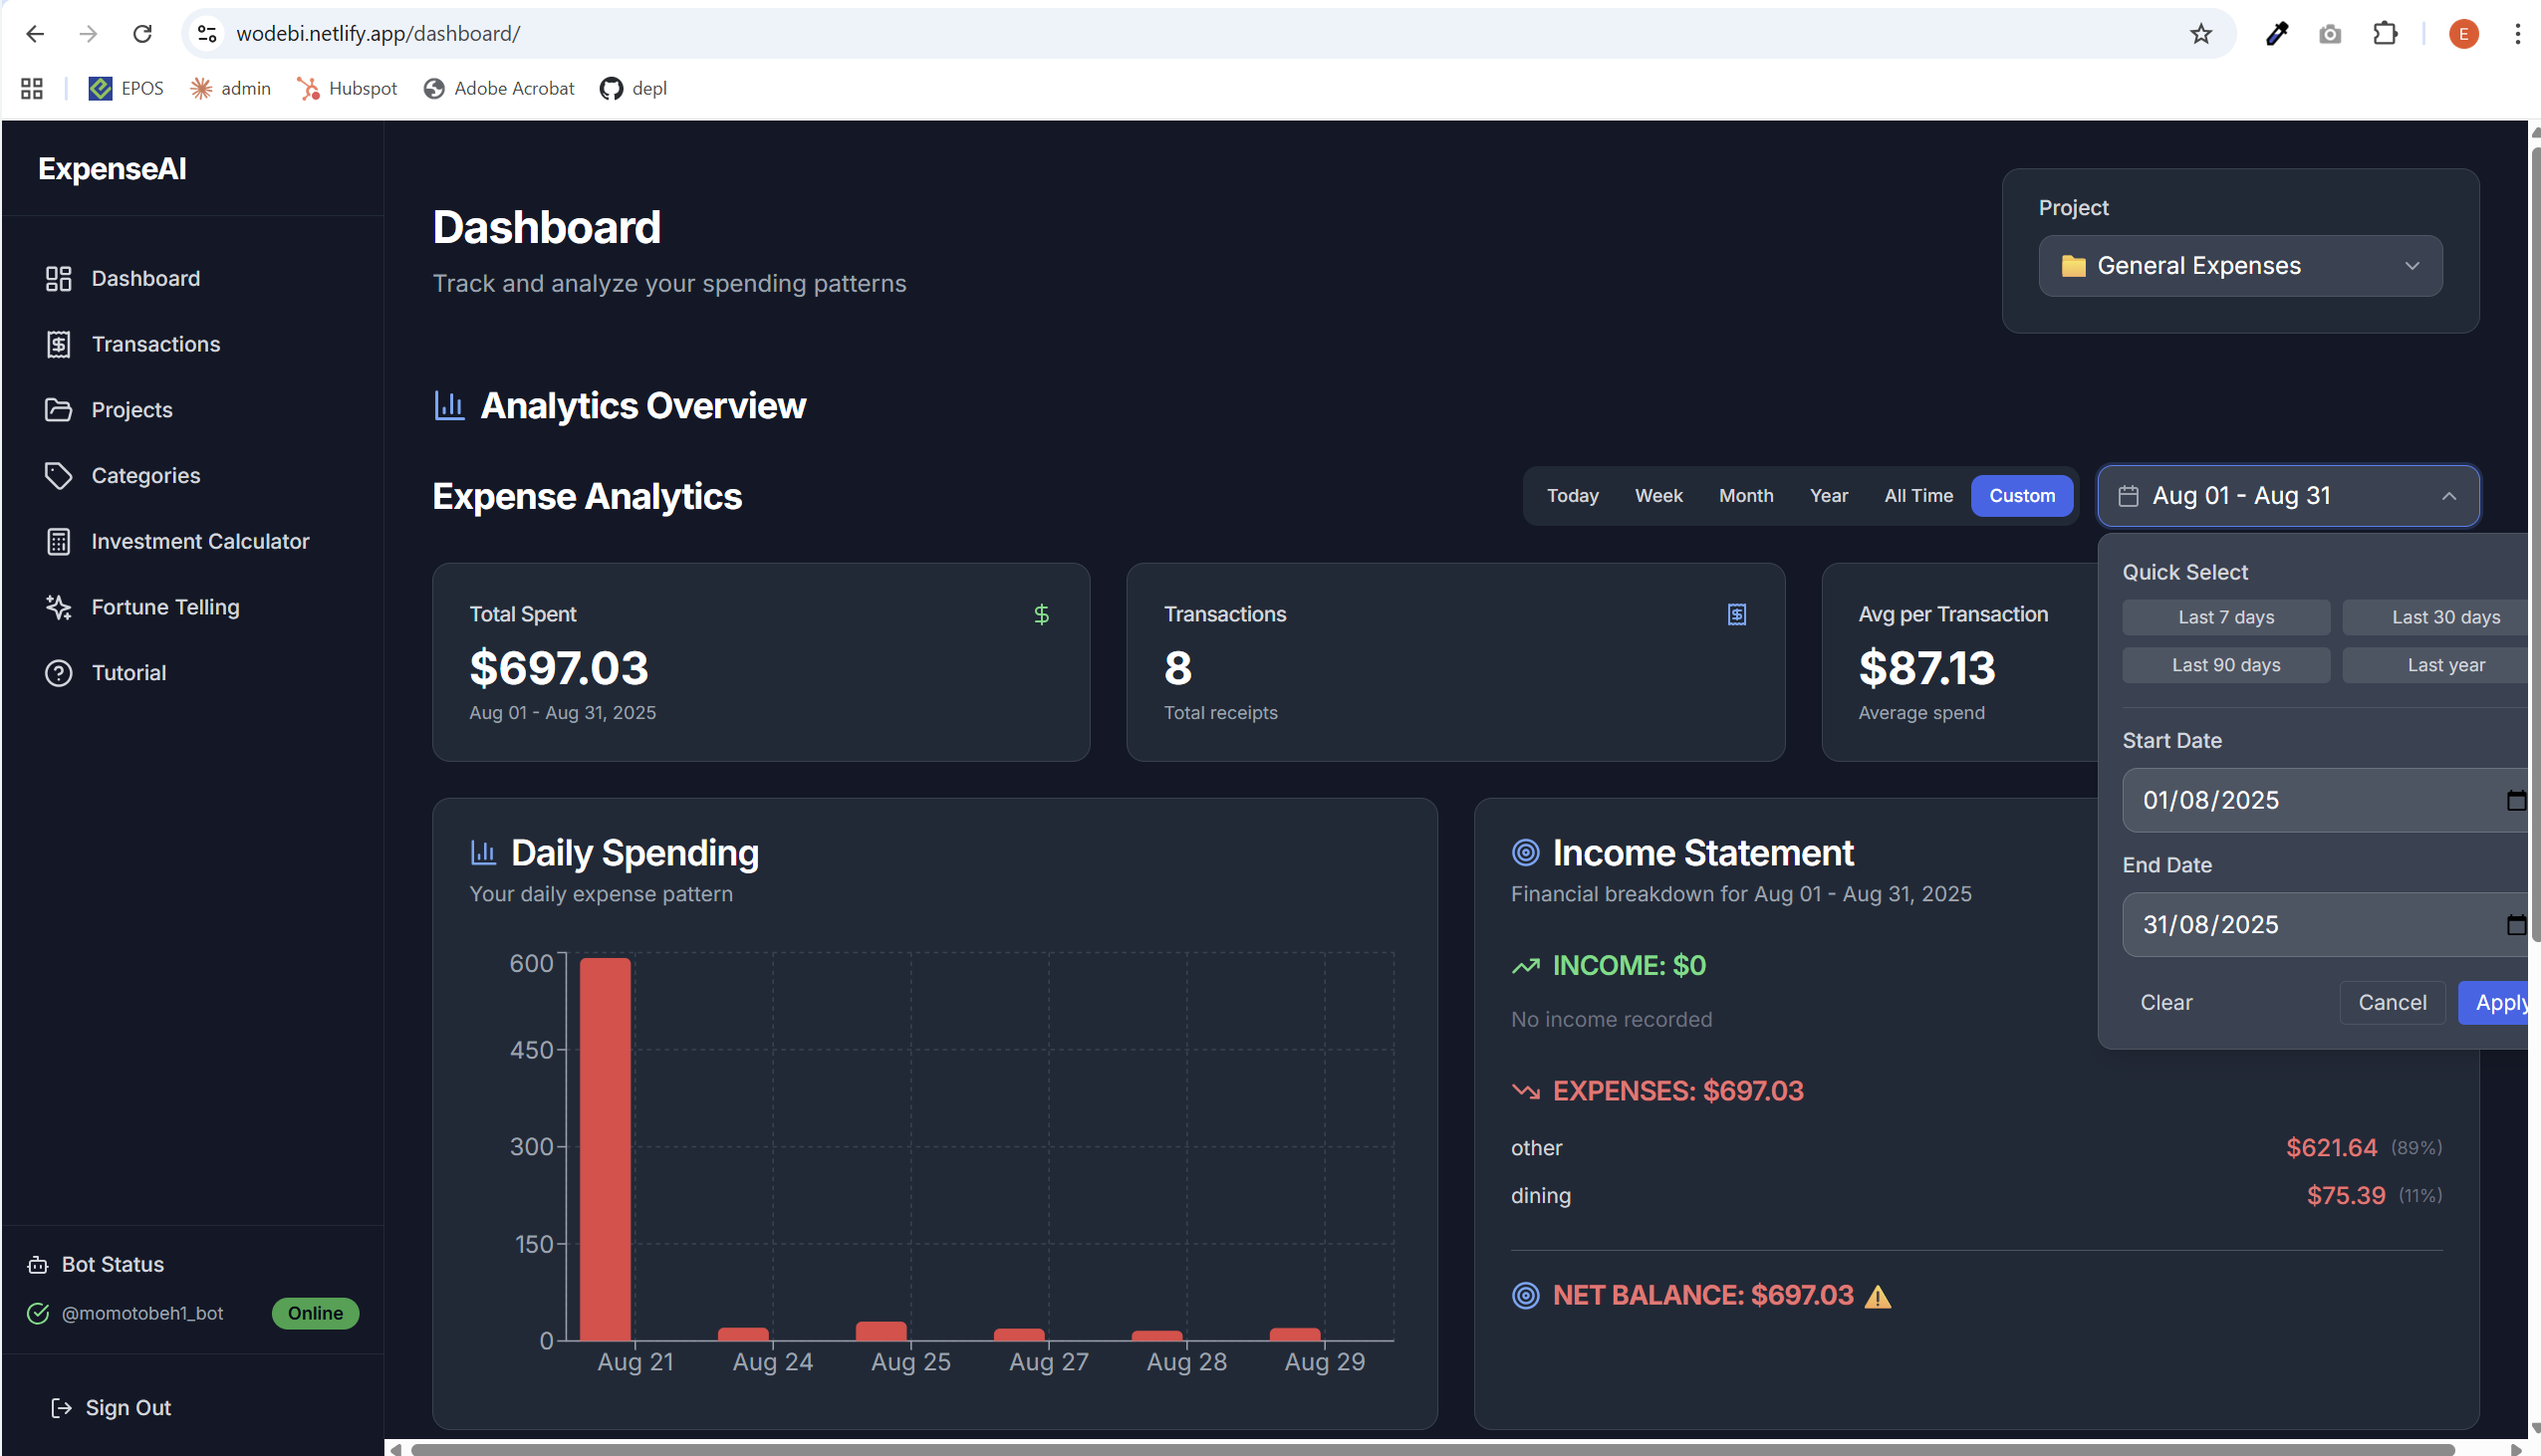 wodebi.netlify.app/dashboard/
E
EPOS
admin
Hubspot
Adobe Acrobat
depl
ExpenseAI
Dashboard
Transactions
Projects
Categories
Investment Calculator
Fortune Telling
Tutorial
Bot Status
@momotobeh1_bot
Online
Sign Out
Dashboard
Track and analyze your spending patterns
Project
General Expenses
Analytics Overview
Expense Analytics
Today
Week
Month
Year
All Time
Custom
Aug 01 - Aug 31
Quick Select
Last 7 days
Last 30 days
Last 90 days
Last year
Start Date
01/08/2025
End Date
31/08/2025
Clear
Cancel
Apply
Total Spent
$697.03
Aug 01 - Aug 31, 2025
Transactions
8
Total receipts
Avg per Transaction
$87.13
Average spend
Daily Spending
Your daily expense pattern
600
450
300
150
0
Aug 21
Aug 24
Aug 25
Aug 27
Aug 28
Aug 29
Income Statement
Financial breakdown for Aug 01 - Aug 31, 2025
INCOME: $0
No income recorded
EXPENSES: $697.03
other $621.64 (89%)
dining $75.39 (11%)
NET BALANCE: $697.03